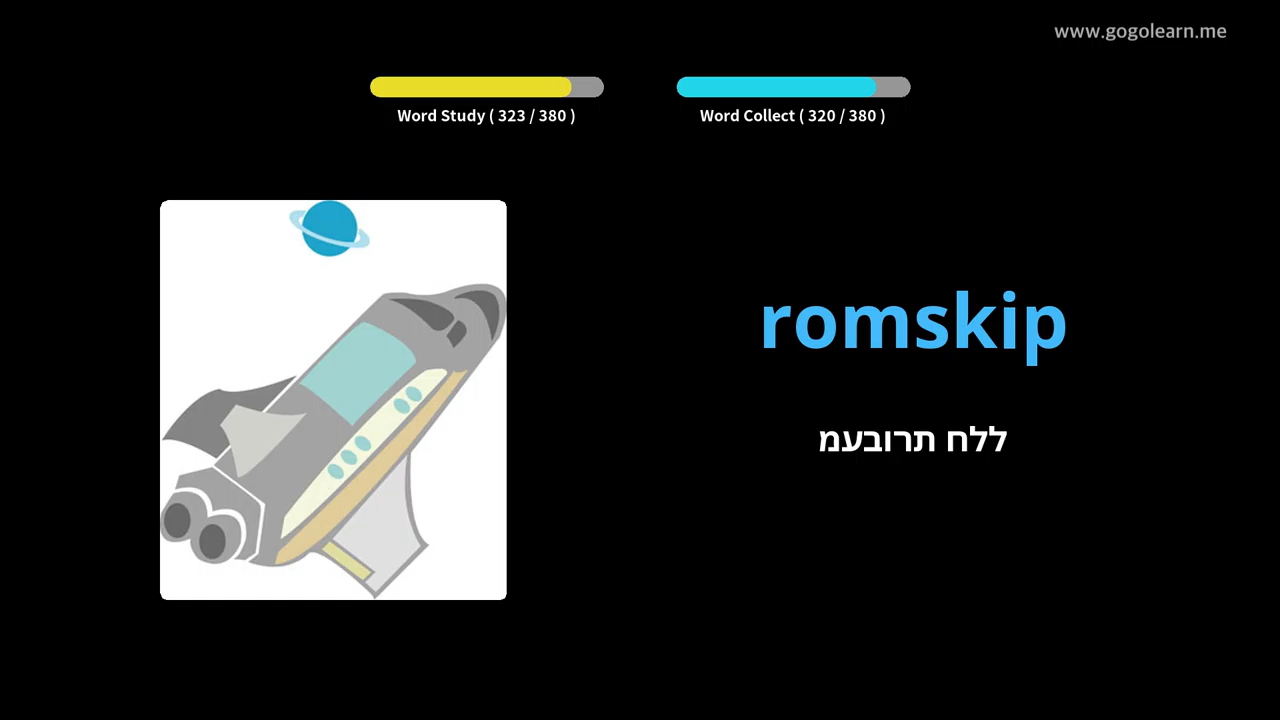 www.gogolearn.me
Word Study ( 323 / 380 )
Word Collect ( 320 / 380 )
romskip
ללח תרובעמ